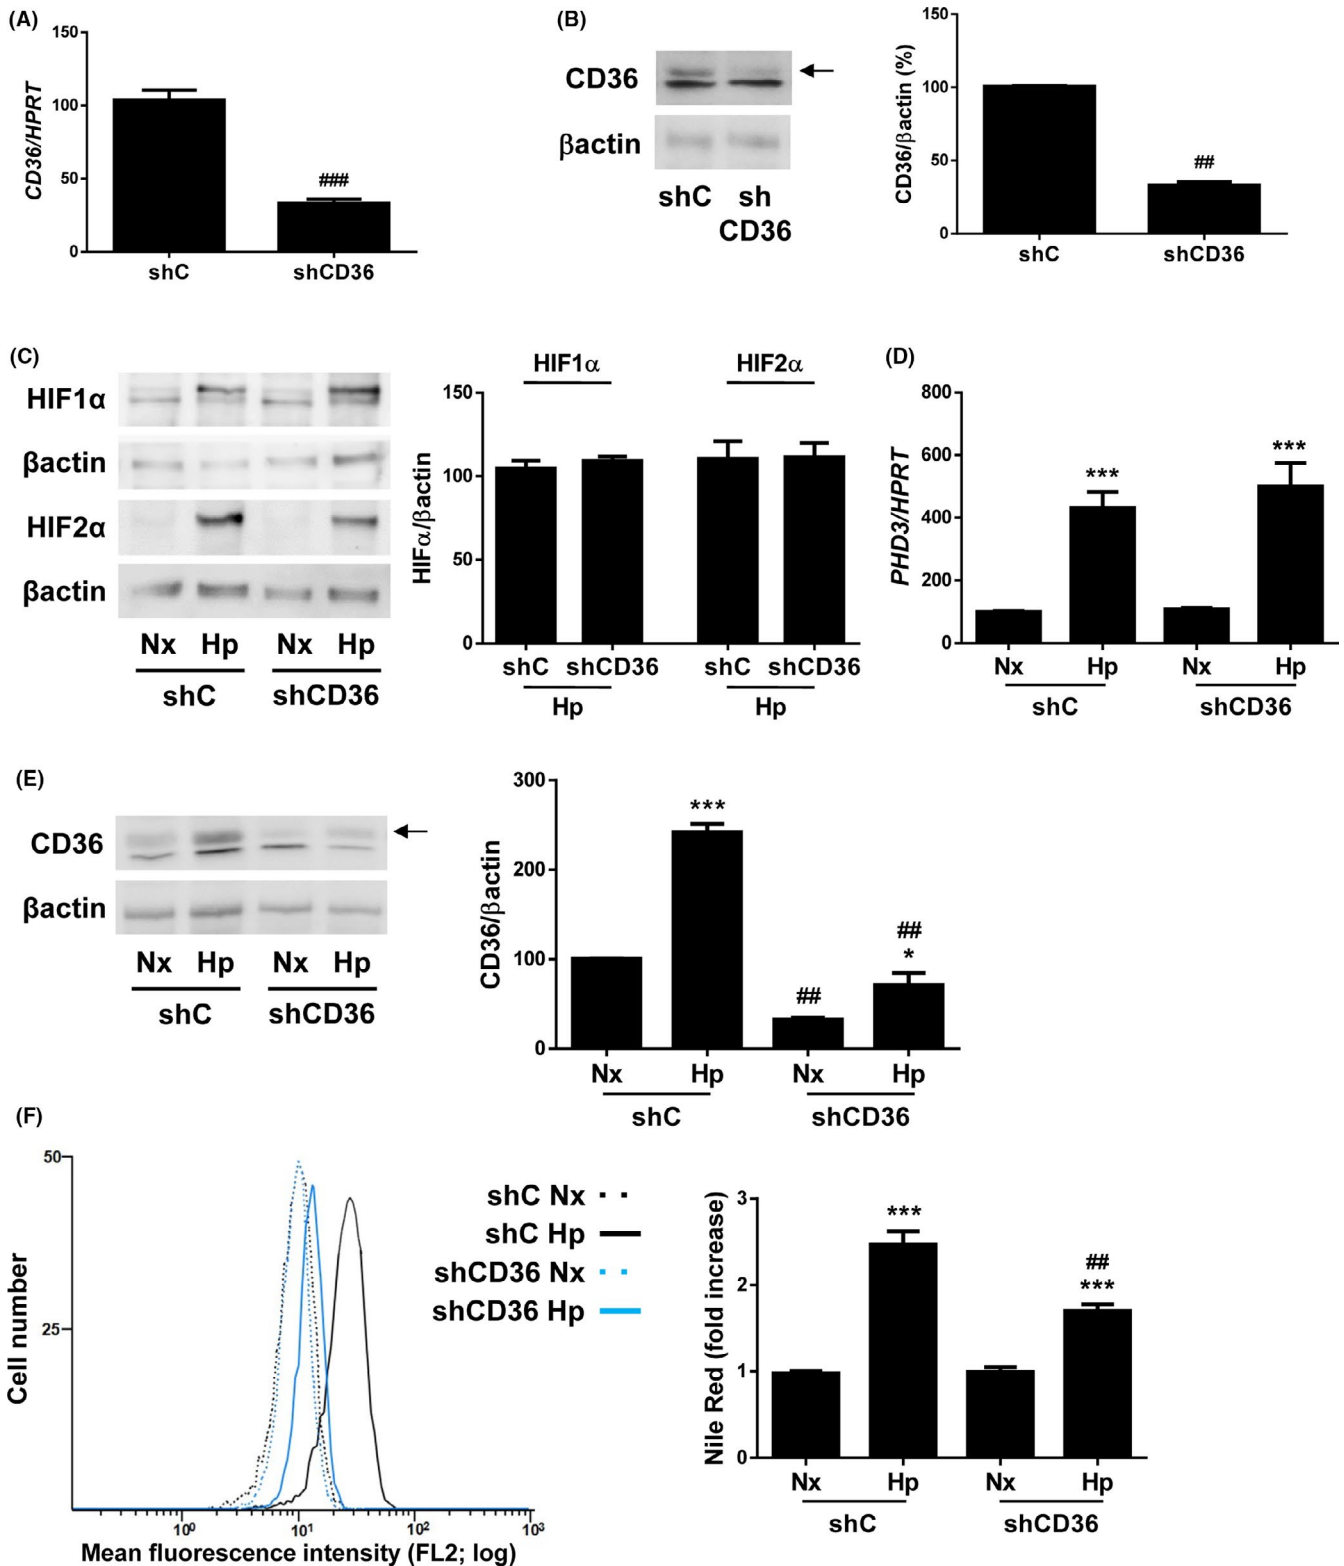 (A)
150
100
50
0
CD36/HPRT
###
shC
shCD36
(B)
CD36
βactin
shC
sh
CD36
150
100
50
0
CD36/βactin (%)
##
shC
shCD36
(C)
HIF1α
βactin
HIF2α
βactin
Nx Hp Nx Hp
shC shCD36
HIF1α HIF2α
150
100
50
0
HIFα/βactin
shC shCD36 shC shCD36
Hp Hp
(D)
800
600
400
200
0
PHD3/HPRT
***
***
Nx Hp Nx Hp
shC shCD36
(E)
CD36
βactin
Nx Hp Nx Hp
shC shCD36
300
200
100
0
CD36/βactin
***
##
##
*
Nx Hp Nx Hp
shC shCD36
(F)
50
25
Cell number
10⁰ 10¹ 10² 10³
Mean fluorescence intensity (FL2; log)
shC Nx
shC Hp
shCD36 Nx
shCD36 Hp
3
2
1
0
Nile Red (fold increase)
***
##
***
Nx Hp Nx Hp
shC shCD36